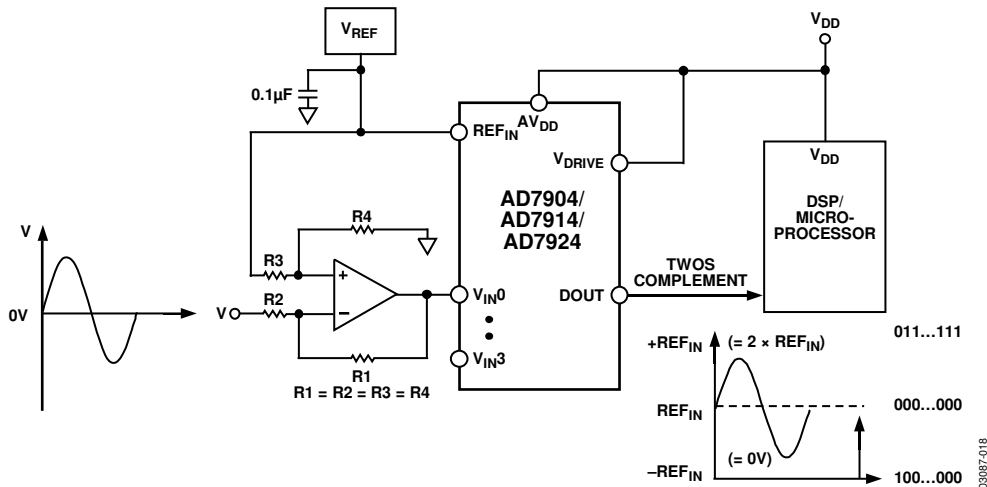 VREF
VDD
0.1µF
AVDD
REFIN
VDRIVE
VDD
AD7904/
AD7914/
AD7924
DSP/
MICRO-
PROCESSOR
V
R4
R3
+
TWOS
COMPLEMENT
0V
V
R2
–
VIN0
DOUT
VIN3
R1
R1 = R2 = R3 = R4
+REFIN
(= 2 × REFIN)
011…111
REFIN
000…000
(= 0V)
–REFIN
100…000
03087-018